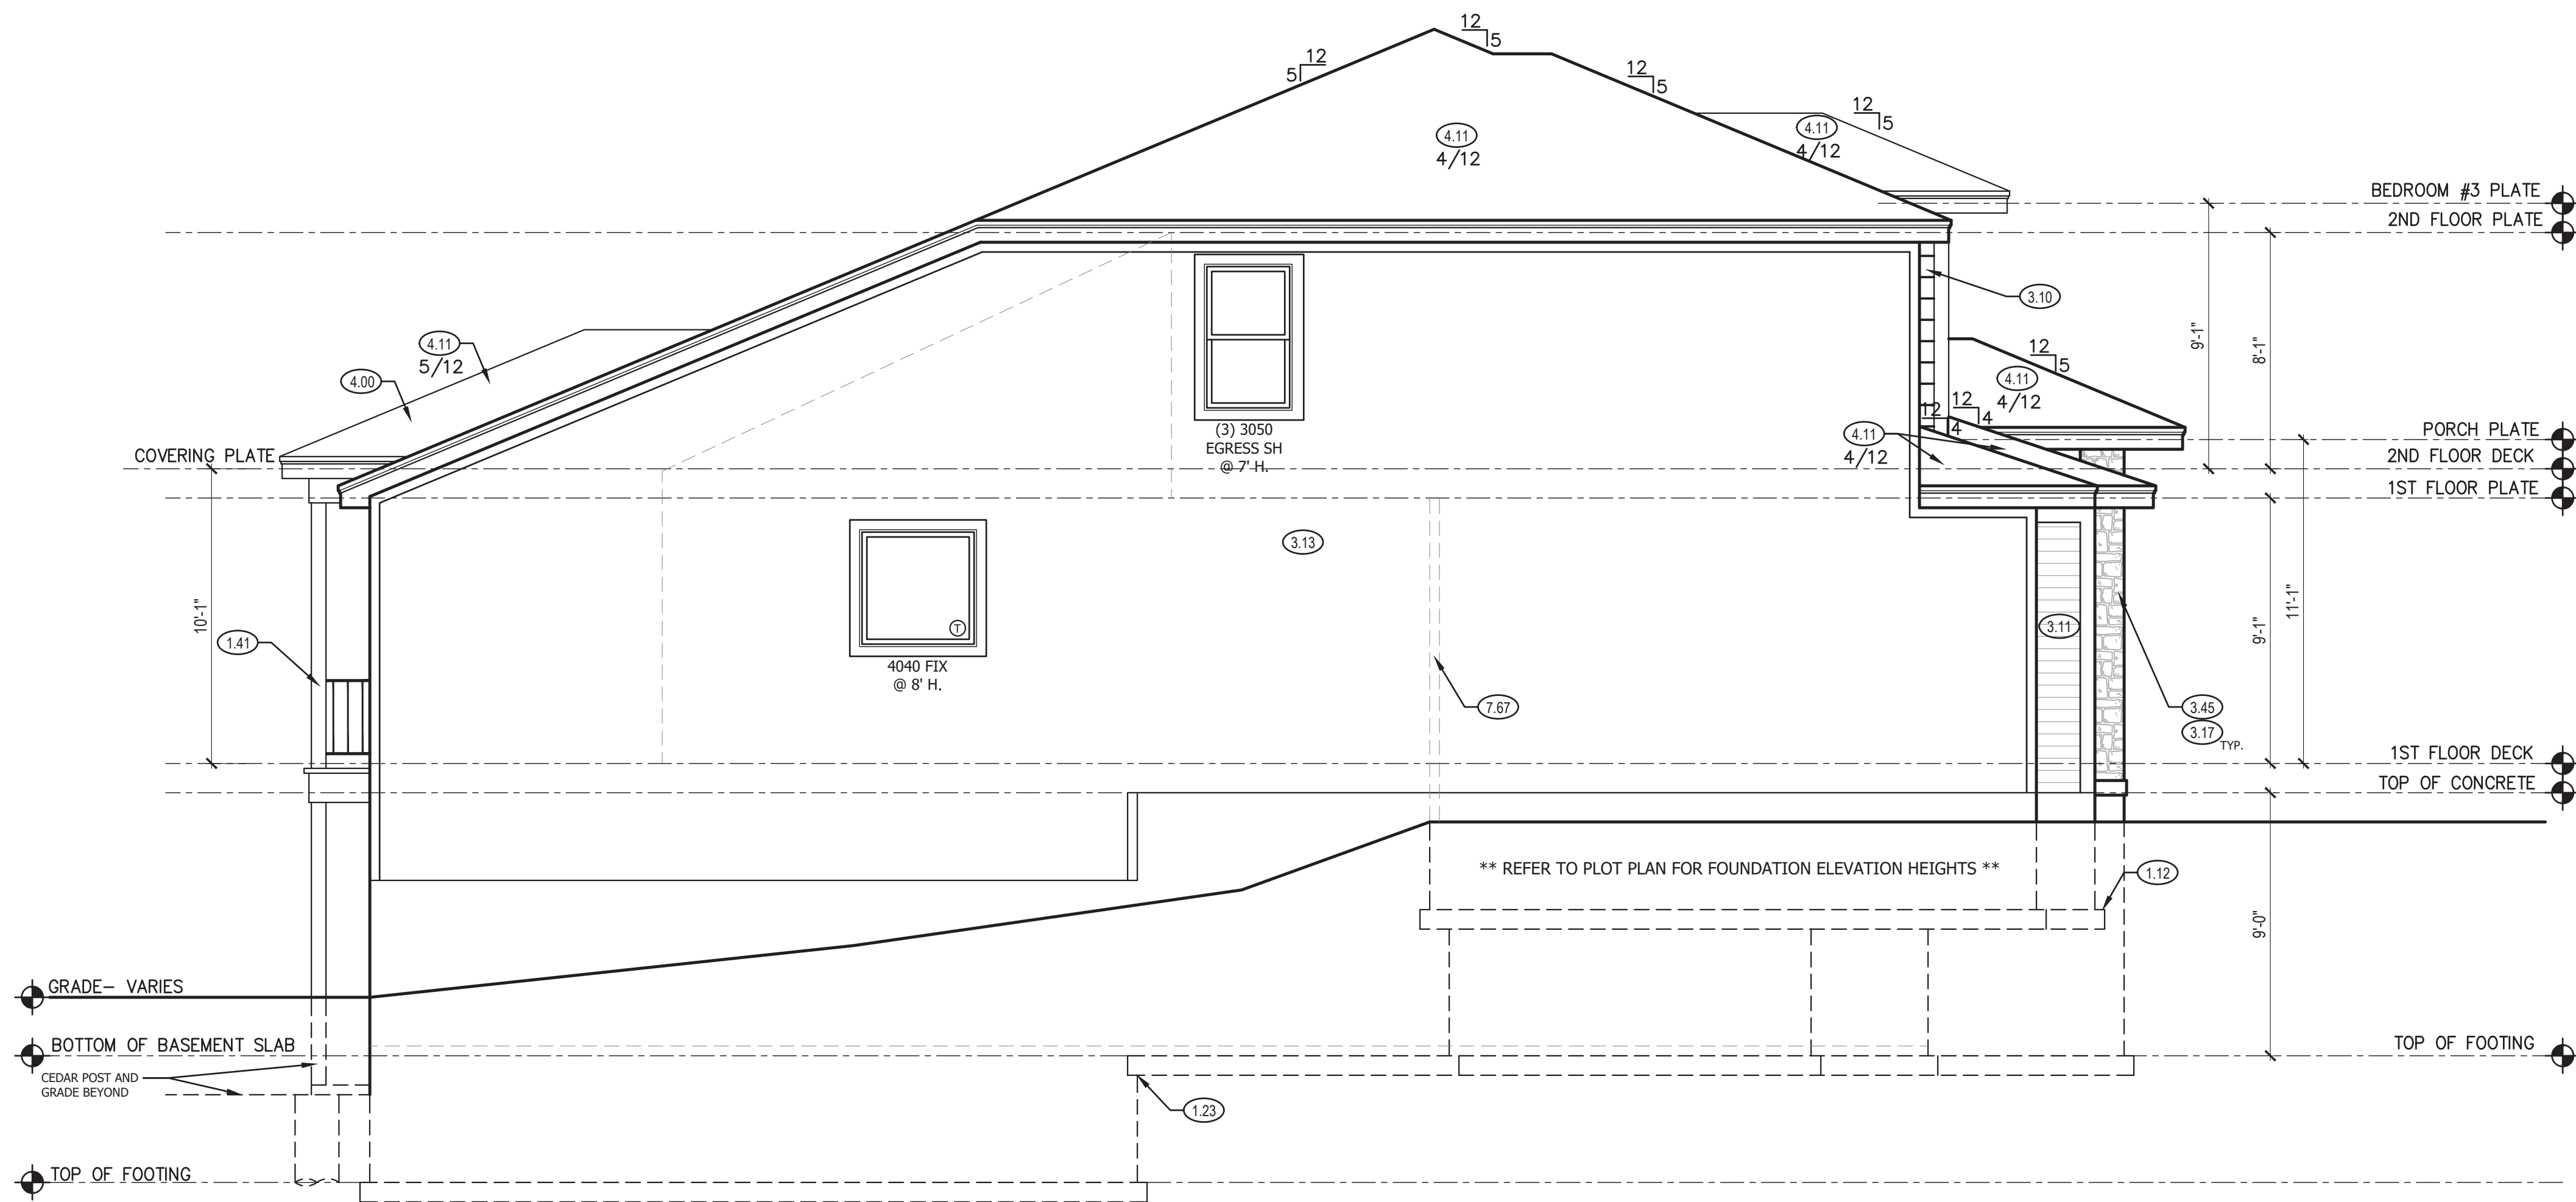 12
5
12
5
12
5
12
5
4.11
4/12
4.11
4/12
BEDROOM #3 PLATE
2ND FLOOR PLATE
3.10
9'-1"
8'-1"
4.11
5/12
4.00
12
5
4.11
4/12
12
4
12
4
4.11
4/12
(3) 3050
EGRESS SH
@ 7' H.
COVERING PLATE
PORCH PLATE
2ND FLOOR DECK
1ST FLOOR PLATE
3.13
10'-1"
1.41
T
4040 FIX
@ 8' H.
7.67
3.11
3.45
3.17 TYP.
9'-1"
11'-1"
1ST FLOOR DECK
TOP OF CONCRETE
** REFER TO PLOT PLAN FOR FOUNDATION ELEVATION HEIGHTS **
1.12
9'-0"
GRADE- VARIES
BOTTOM OF BASEMENT SLAB
CEDAR POST AND
GRADE BEYOND
TOP OF FOOTING
1.23
TOP OF FOOTING